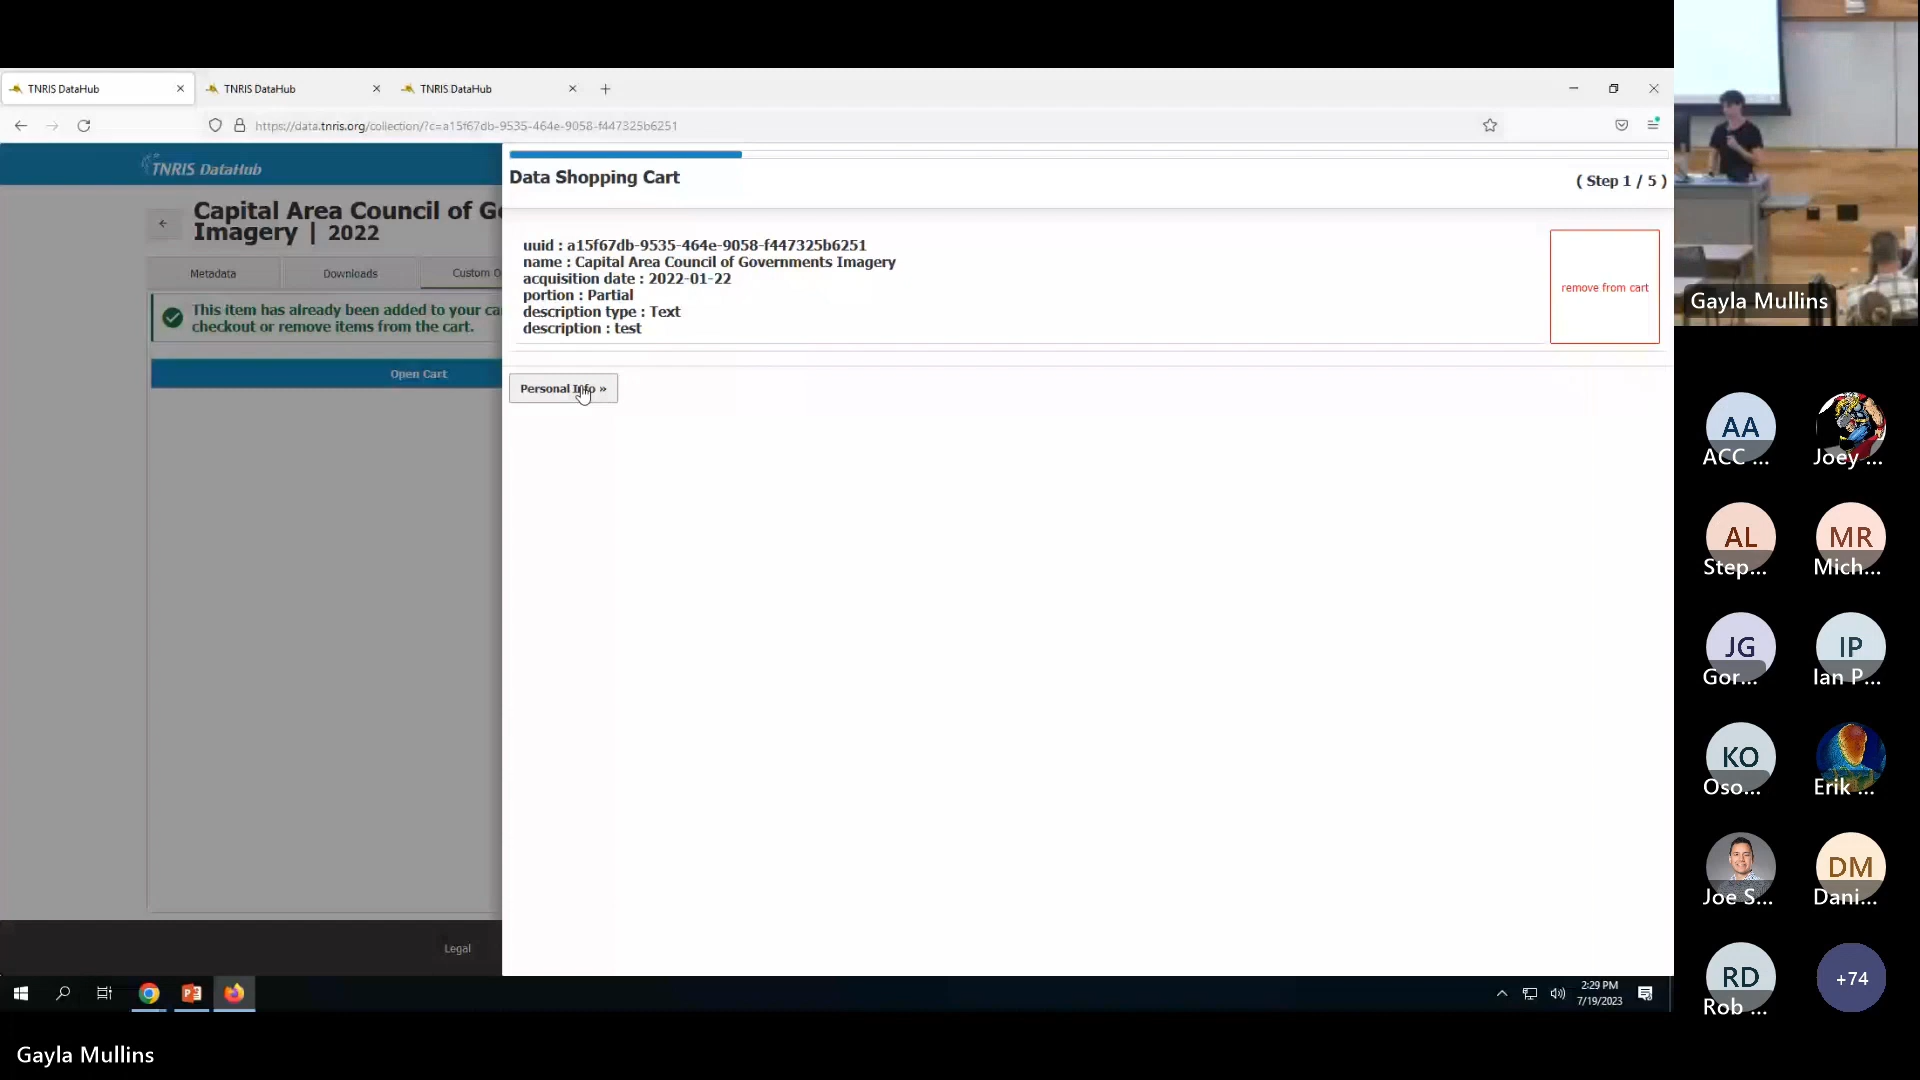 TNRIS DataHub
TNRIS DataHub
TNRIS DataHub
https://data.tnris.org/collection/?c=a15f67db-9535-464e-9058-f447325b6251
TNRIS DataHub
Capital Area Council of Go
Imagery | 2022
Metadata
Downloads
Custom O
This item has already been added to your ca
checkout or remove items from the cart.
Open Cart
Legal
Data Shopping Cart
( Step 1 / 5 )
uuid : a15f67db-9535-464e-9058-f447325b6251
name : Capital Area Council of Governments Imagery
acquisition date : 2022-01-22
portion : Partial
description type : Text
description : test
remove from cart
Personal Info »
2:29 PM
7/19/2023
Gayla Mullins
Gayla Mullins
AA
ACC ...
Joey ...
AL
Step...
MR
Mich...
JG
Gor...
IP
Ian P...
KO
Oso...
Erik ...
Joe S...
DM
Dani...
RD
Rob ...
+74